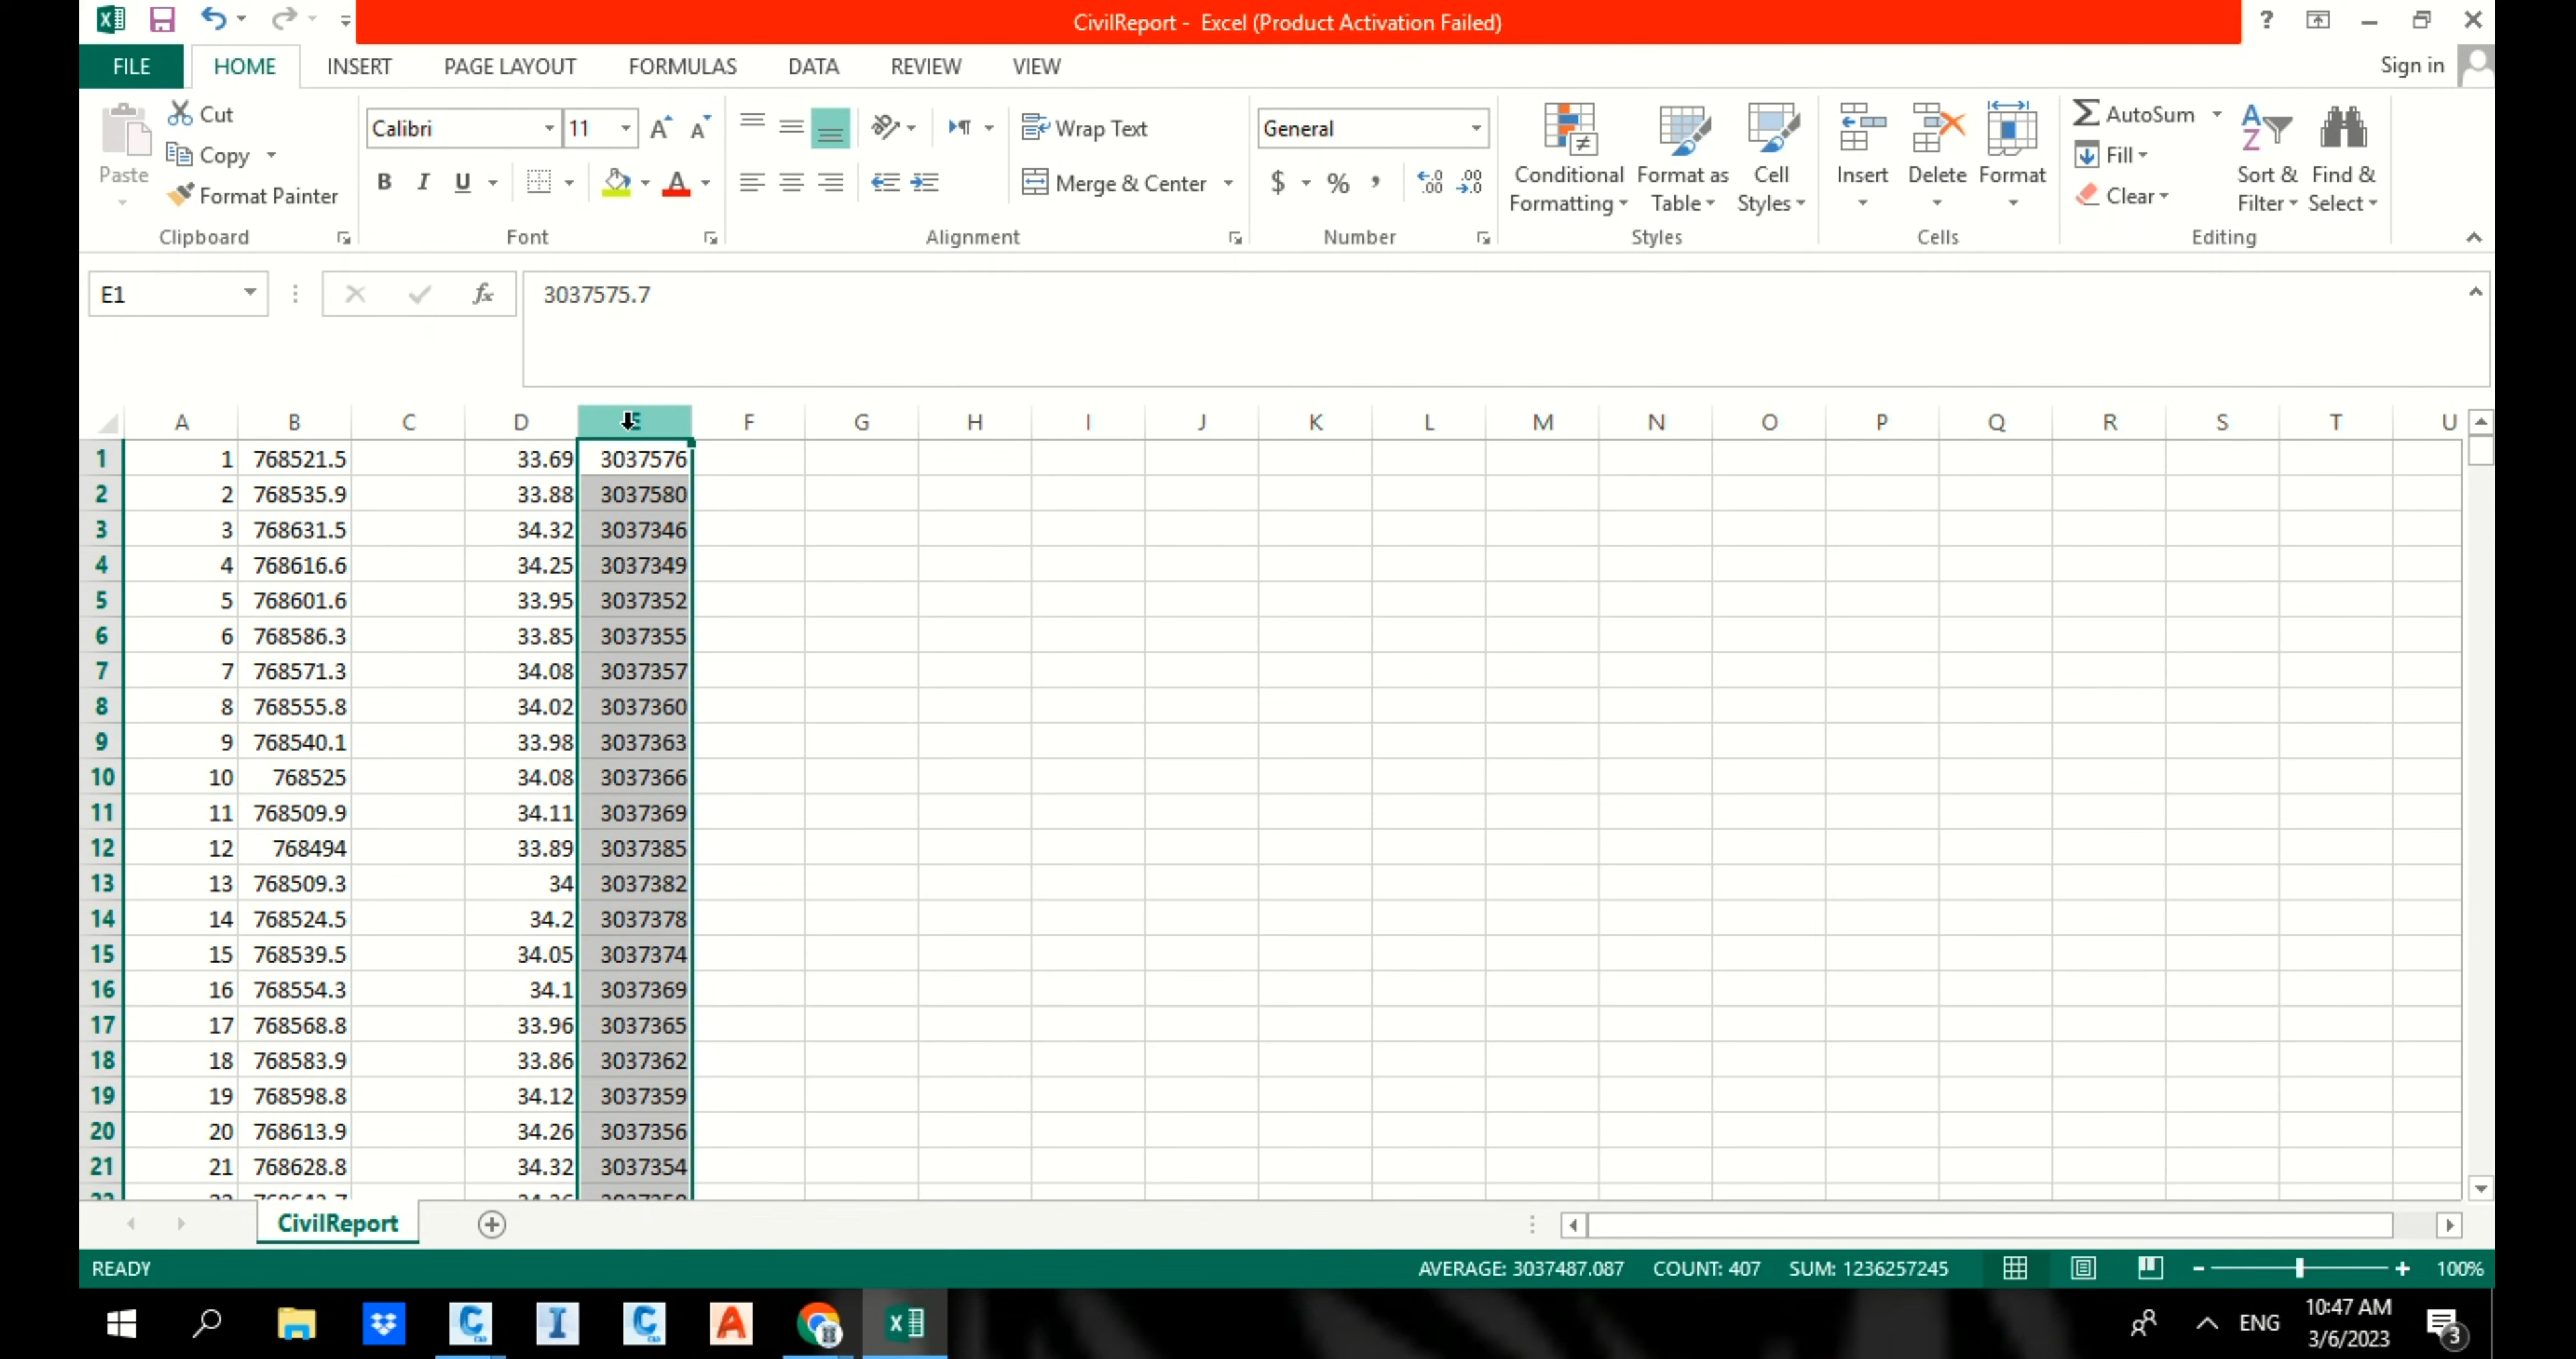 CivilReport - Excel (Product Activation Failed)
FILE HOME INSERT PAGE LAYOUT FORMULAS DATA REVIEW VIEW Sign in
Paste Cut Copy Format Painter Clipboard
Calibri 11 B I U A Font
Wrap Text Merge & Center Alignment
General $ % , Number
Conditional Formatting Format as Table Cell Styles Styles
Insert Delete Format Cells
AutoSum Fill Clear Sort & Filter Find & Select Editing
E1 fx 3037575.7
A B C D F G H I J K L M N O P Q R S T U
1 1 768521.5 33.69 3037576
2 2 768535.9 33.88 3037580
3 3 768631.5 34.32 3037346
4 4 768616.6 34.25 3037349
5 5 768601.6 33.95 3037352
6 6 768586.3 33.85 3037355
7 7 768571.3 34.08 3037357
8 8 768555.8 34.02 3037360
9 9 768540.1 33.98 3037363
10 10 768525 34.08 3037366
11 11 768509.9 34.11 3037369
12 12 768494 33.89 3037385
13 13 768509.3 34 3037382
14 14 768524.5 34.2 3037378
15 15 768539.5 34.05 3037374
16 16 768554.3 34.1 3037369
17 17 768568.8 33.96 3037365
18 18 768583.9 33.86 3037362
19 19 768598.8 34.12 3037359
20 20 768613.9 34.26 3037356
21 21 768628.8 34.32 3037354
CivilReport
READY AVERAGE: 3037487.087 COUNT: 407 SUM: 1236257245 100%
ENG 10:47 AM
3/6/2023 3